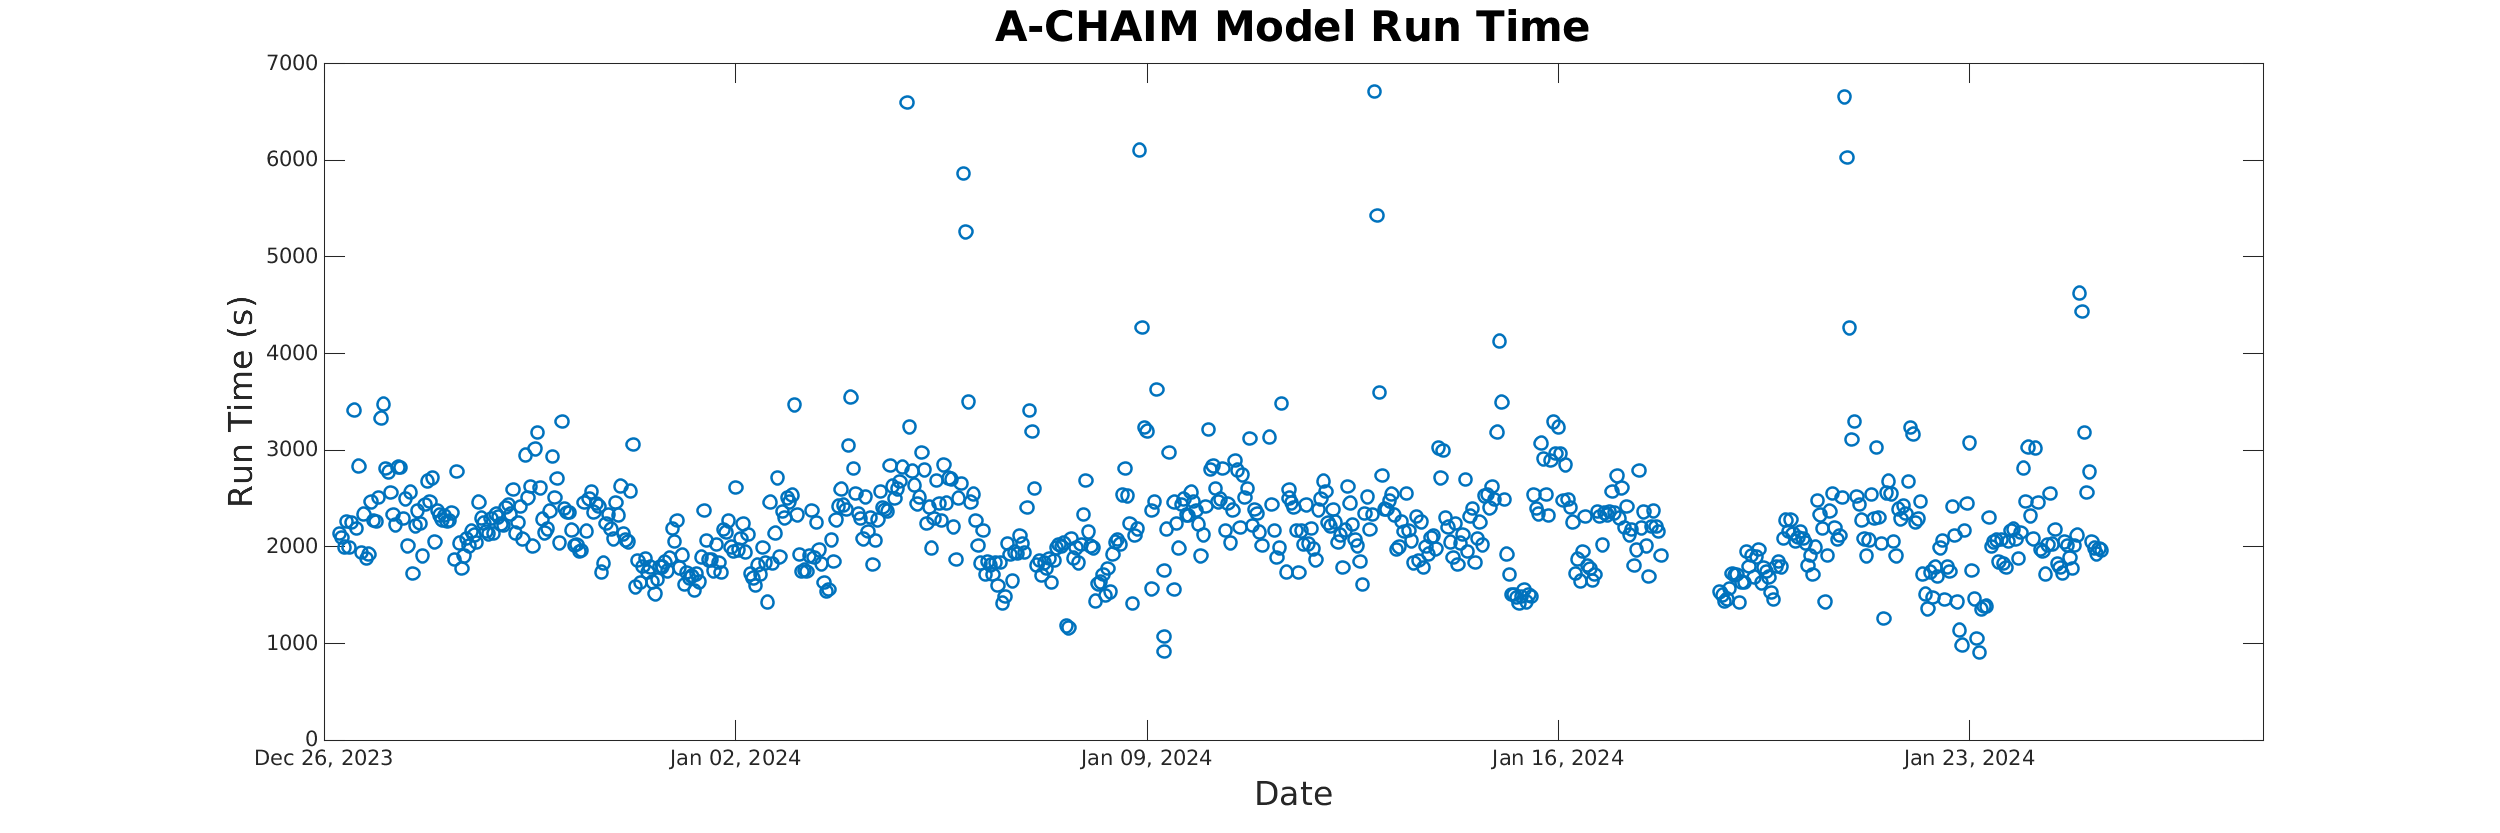 A-CHAIM Model Run Time
7000
6000
5000
4000
3000
2000
1000
0
Run Time (s)
Dec 26, 2023
Jan 02, 2024
Jan 09, 2024
Jan 16, 2024
Jan 23, 2024
Date